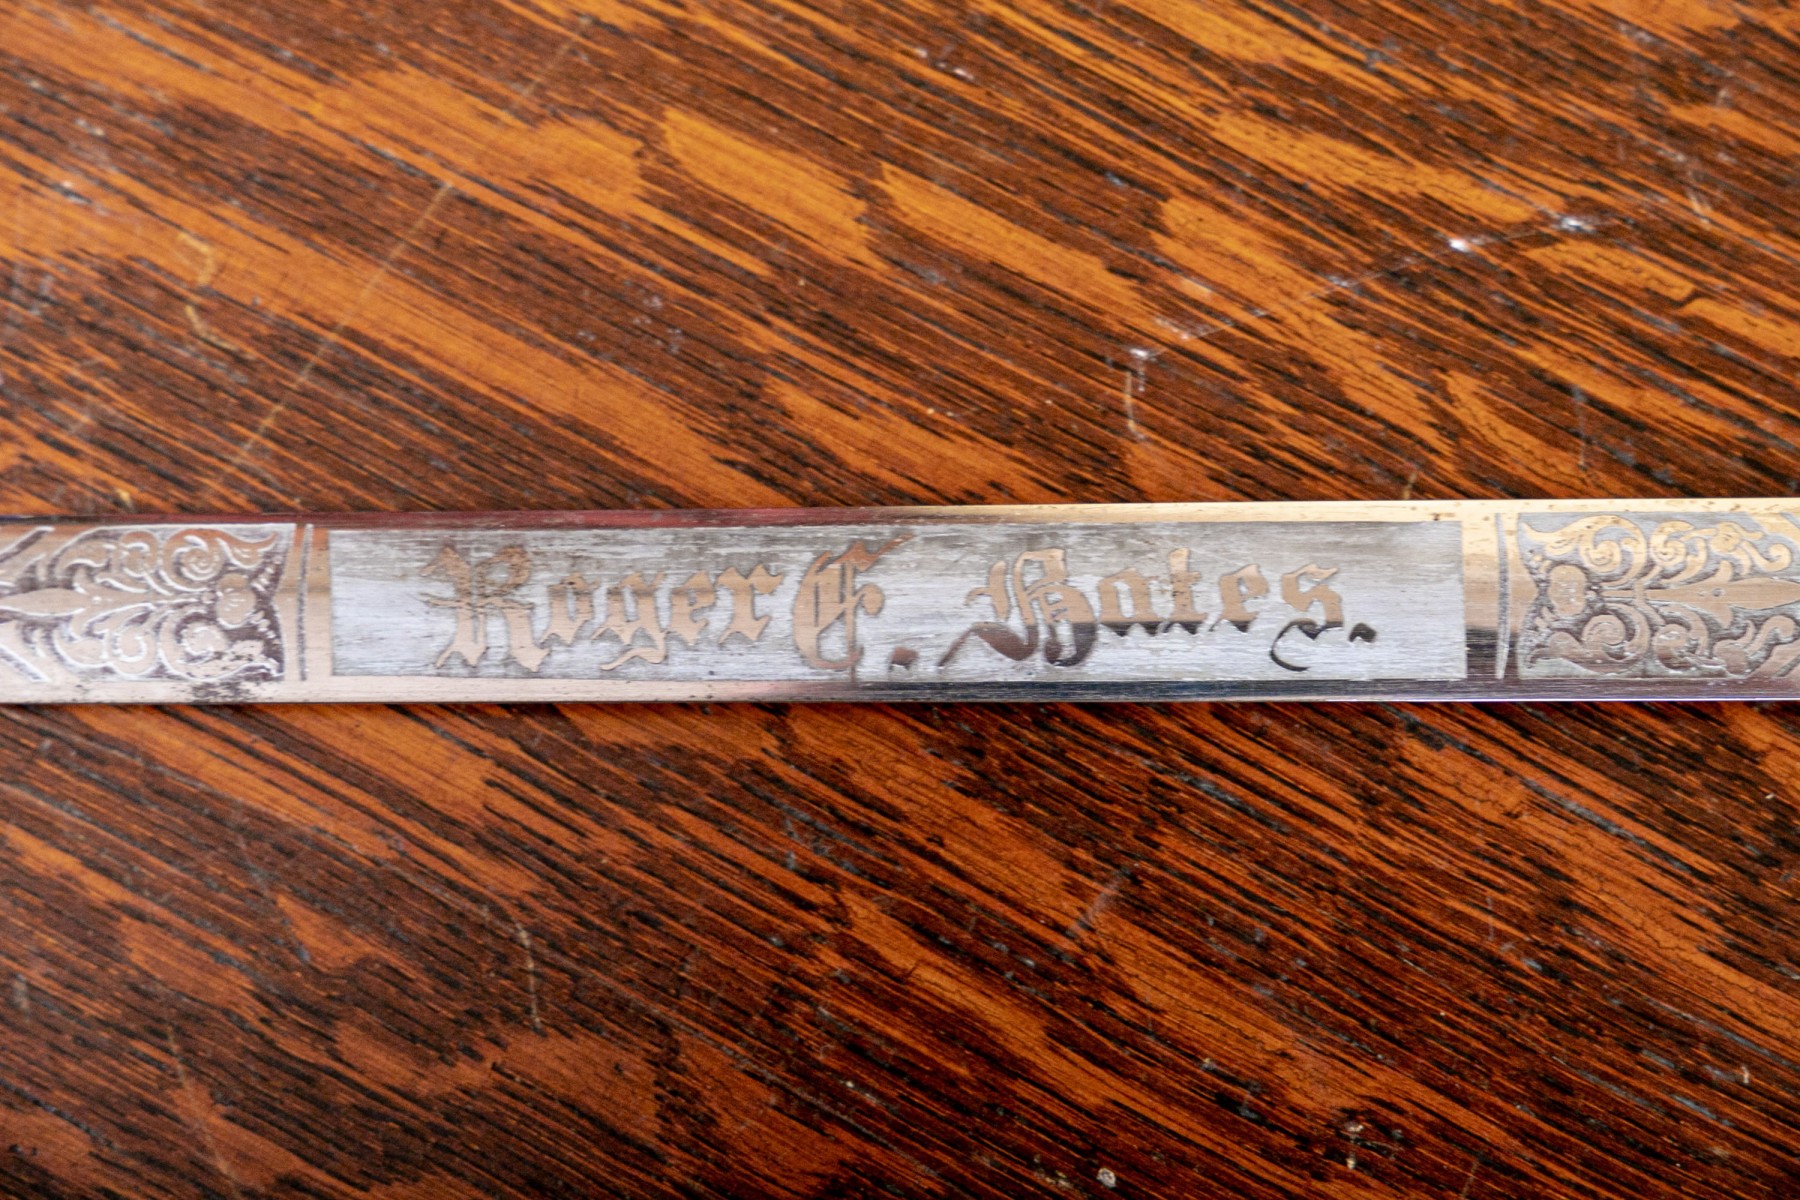 Roger E. Bates.